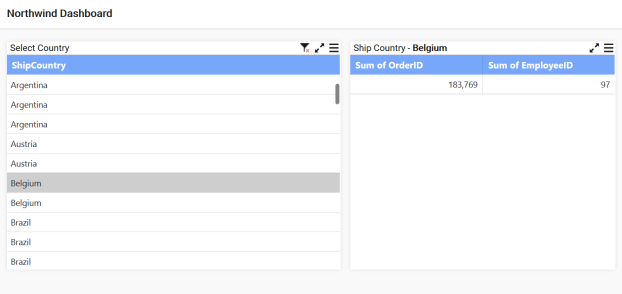 Northwind Dashboard
Select Country
ShipCountry
Argentina
Argentina
Argentina
Austria
Austria
Belgium
Belgium
Brazil
Brazil
Brazil
Ship Country - Belgium
Sum of OrderID Sum of EmployeeID
183,769 97